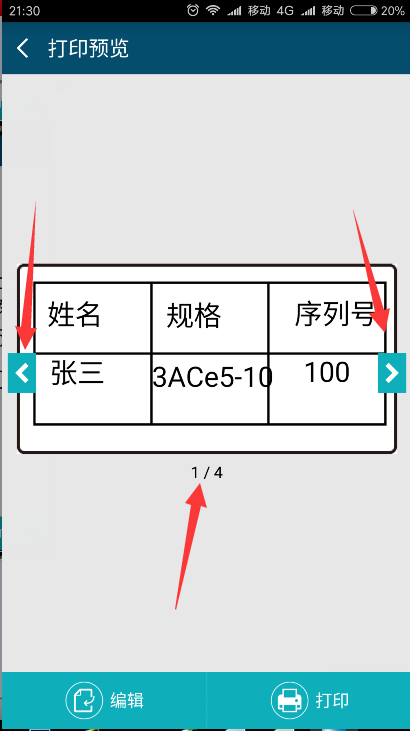 21:30 移动 4G 移动 20%
打印预览
姓名 规格 序列号
张三 3ACe5-10 100
1 / 4
编辑 打印